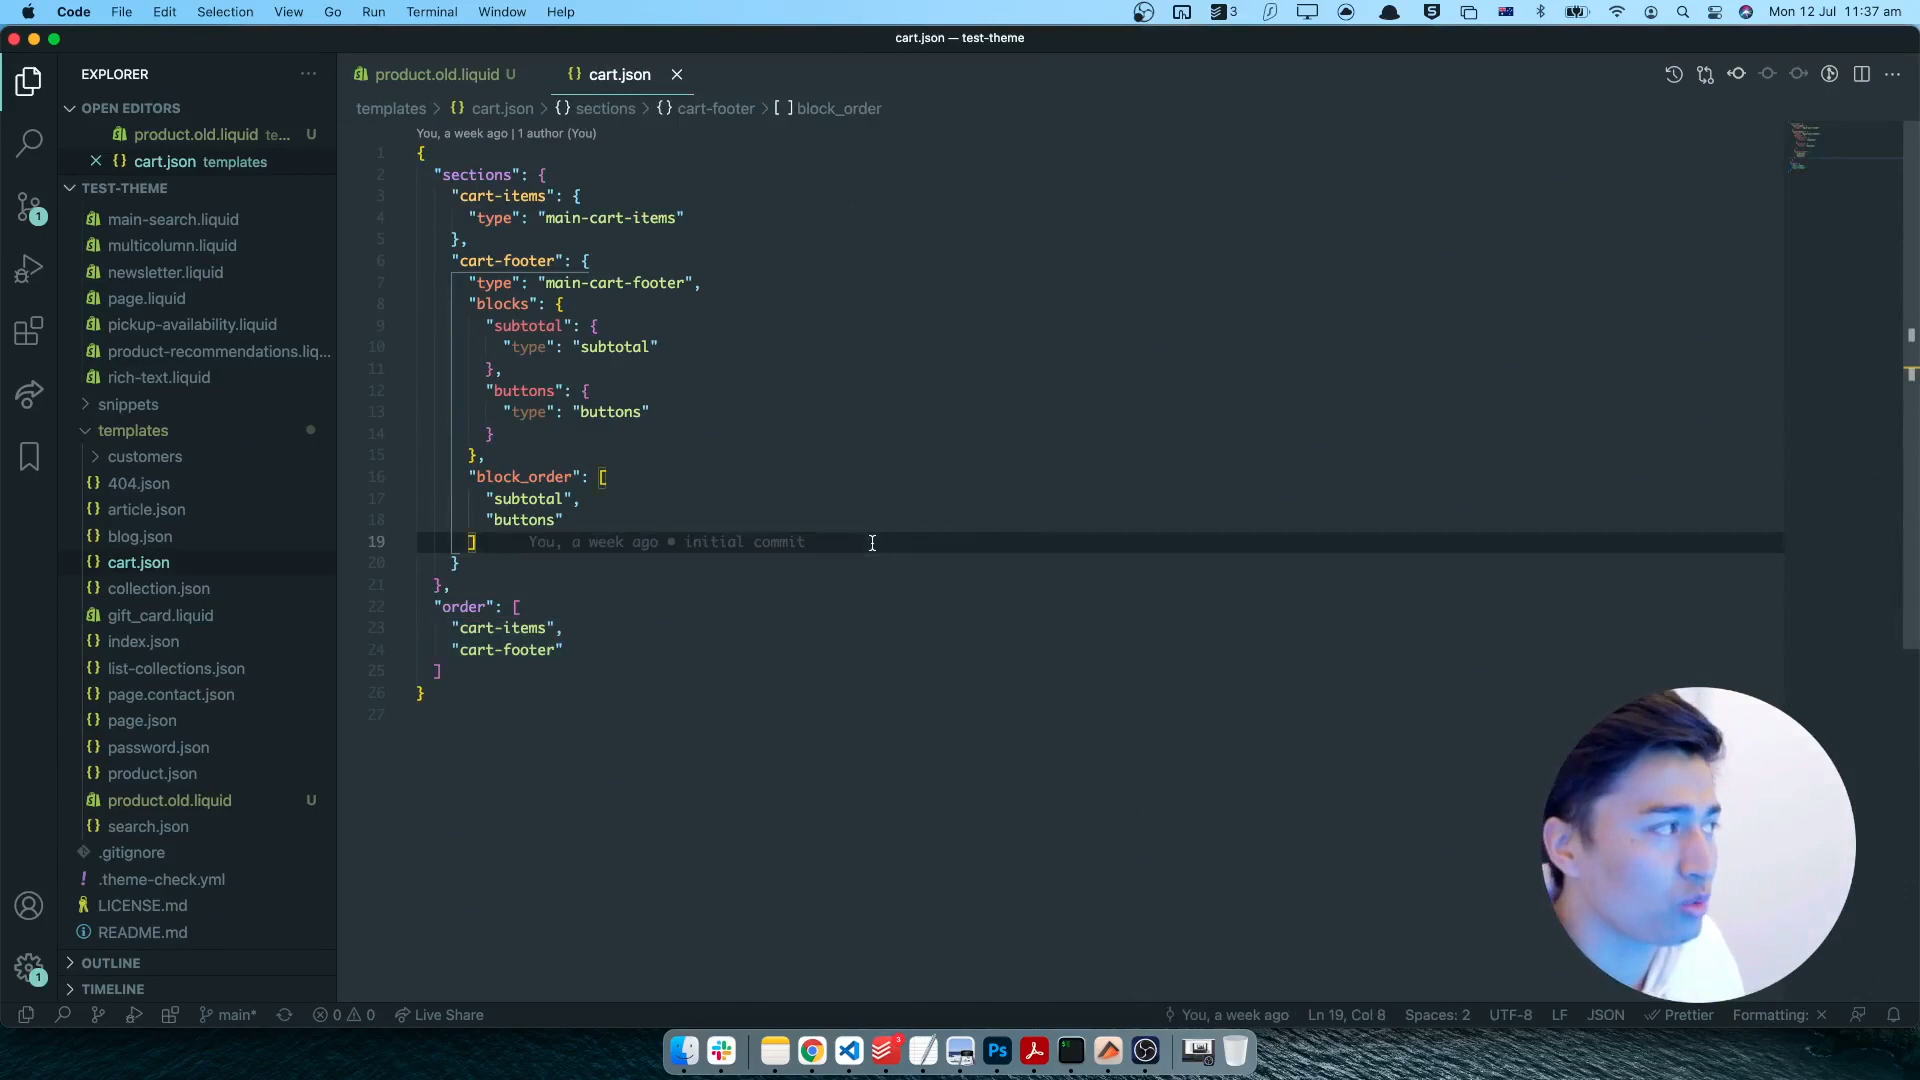 Code File Edit Selection View Go Run Terminal Window Help 3 Mon 12 Jul 11:37 am
cart.json — test-theme
EXPLORER
product.old.liquid U
cart.json
OPEN EDITORS
templates > {} cart.json > {} sections > {} cart-footer > [ ] block_order
product.old.liquid te... U
cart.json templates
You, a week ago | 1 author (You)
TEST-THEME
main-search.liquid
multicolumn.liquid
newsletter.liquid
page.liquid
pickup-availability.liquid
product-recommendations.liq...
rich-text.liquid
snippets
templates
customers
404.json
article.json
blog.json
cart.json
collection.json
gift_card.liquid
index.json
list-collections.json
page.contact.json
page.json
password.json
product.json
product.old.liquid U
search.json
.gitignore
.theme-check.yml
LICENSE.md
README.md
OUTLINE
TIMELINE
1 {
2 "sections": {
3 "cart-items": {
4 "type": "main-cart-items"
5 },
6 "cart-footer": {
7 "type": "main-cart-footer",
8 "blocks": {
9 "subtotal": {
10 "type": "subtotal"
11 },
12 "buttons": {
13 "type": "buttons"
14 }
15 },
16 "block_order": [
17 "subtotal",
18 "buttons"
19 ] You, a week ago • initial commit
20 }
21 },
22 "order": [
23 "cart-items",
24 "cart-footer"
25 ]
26 }
27
1
1
main* 0 0 Live Share You, a week ago Ln 19, Col 8 Spaces: 2 UTF-8 LF JSON Prettier Formatting: ×
3
Ps